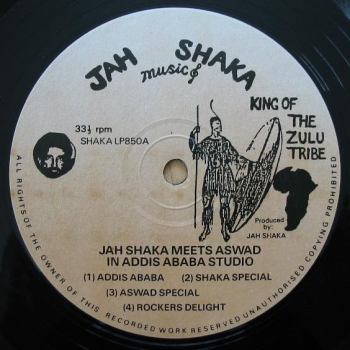 JAH SHAKA
music
KING OF
THE
ZULU
TRIBE
33⅓ rpm
SHAKA LP850A
Produced
by:
JAH SHAKA
JAH SHAKA MEETS ASWAD
IN ADDIS ABABA STUDIO
(1) ADDIS ABABA (2) SHAKA SPECIAL
(3) ASWAD SPECIAL
(4) ROCKERS DELIGHT
ALL RIGHTS OF THE OWNER OF THIS RECORDED WORK RESERVED UNAUTHORISED COPYING PROHIBITED